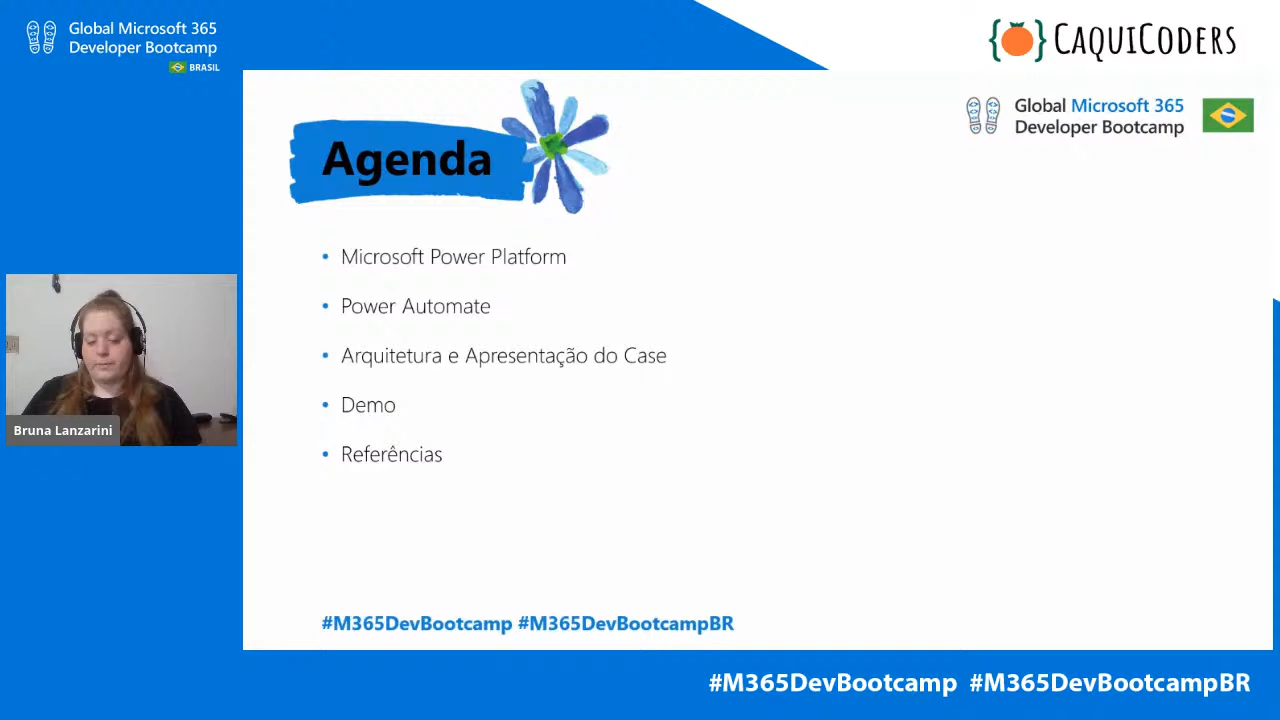 Global Microsoft 365
Developer Bootcamp
BRASIL
{ } CAQUICODERS
Global Microsoft 365
Developer Bootcamp
Agenda
• Microsoft Power Platform
• Power Automate
• Arquitetura e Apresentação do Case
• Demo
• Referências
Bruna Lanzarini
#M365DevBootcamp #M365DevBootcampBR
#M365DevBootcamp #M365DevBootcampBR